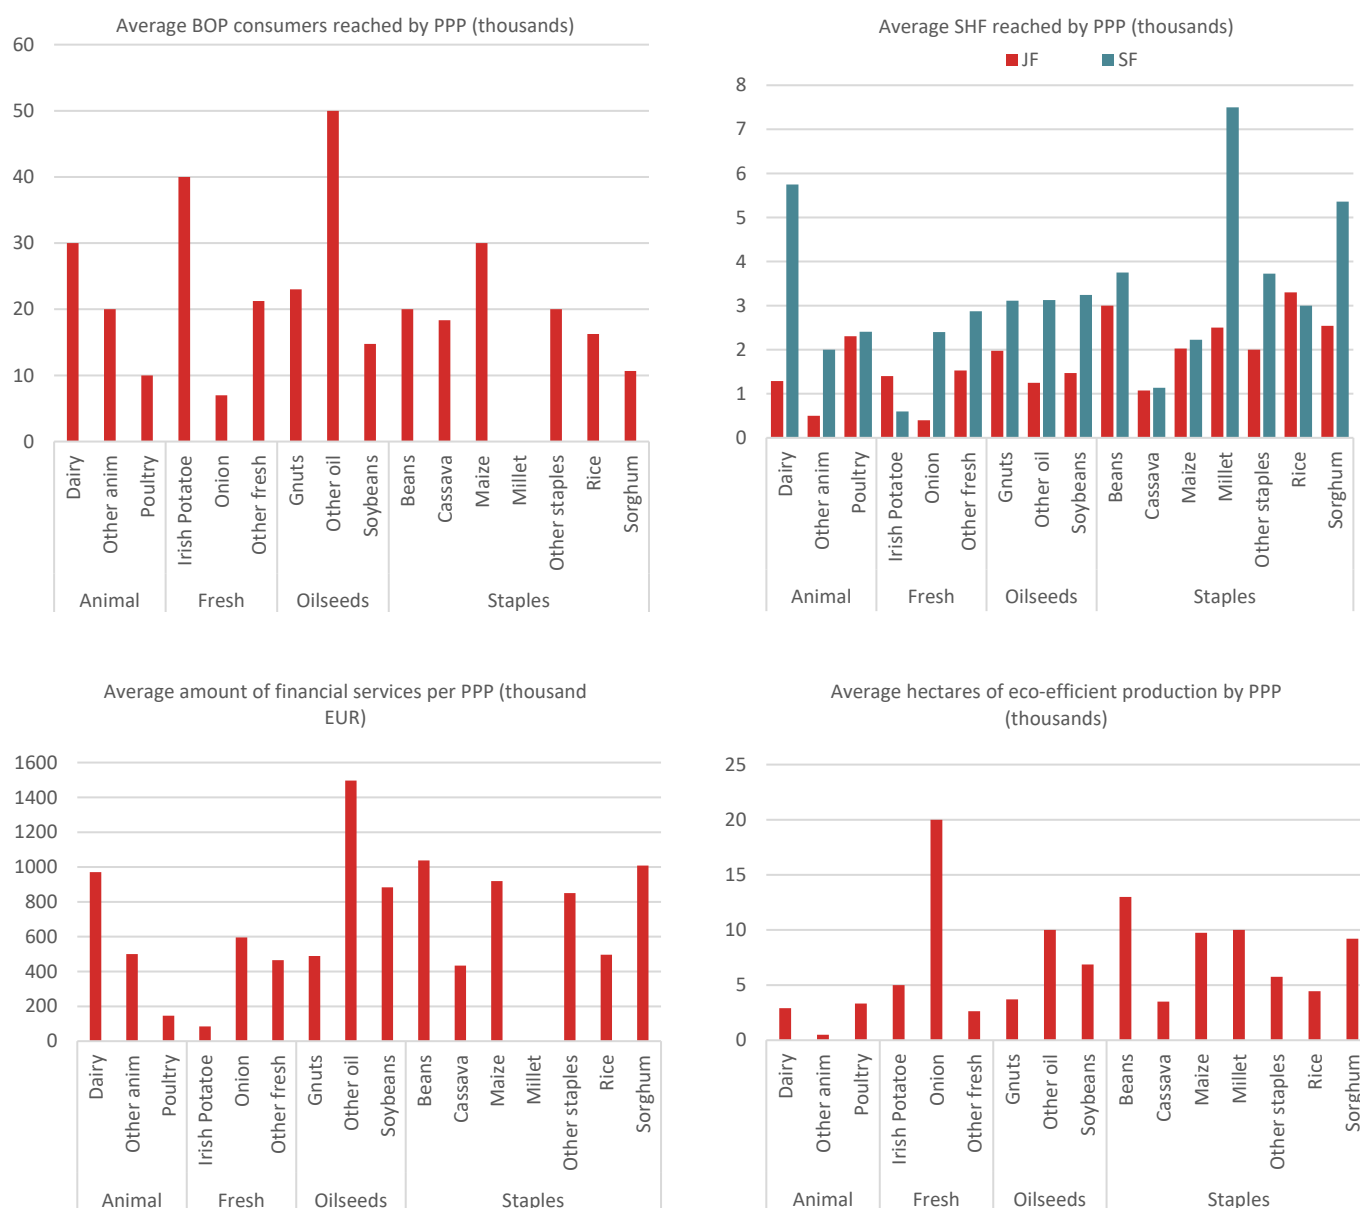 Average BOP consumers reached by PPP (thousands)
60
50
40
30
20
10
0
Dairy
Other anim
Poultry
Irish Potatoe
Onion
Other fresh
Gnuts
Other oil
Soybeans
Beans
Cassava
Maize
Millet
Other staples
Rice
Sorghum
Animal
Fresh
Oilseeds
Staples
Average SHF reached by PPP (thousands)
JF
SF
8
7
6
5
4
3
2
1
0
Dairy
Other anim
Poultry
Irish Potatoe
Onion
Other fresh
Gnuts
Other oil
Soybeans
Beans
Cassava
Maize
Millet
Other staples
Rice
Sorghum
Animal
Fresh
Oilseeds
Staples
Average amount of financial services per PPP (thousand
EUR)
1600
1400
1200
1000
800
600
400
200
0
Dairy
Other anim
Poultry
Irish Potatoe
Onion
Other fresh
Gnuts
Other oil
Soybeans
Beans
Cassava
Maize
Millet
Other staples
Rice
Sorghum
Animal
Fresh
Oilseeds
Staples
Average hectares of eco-efficient production by PPP
(thousands)
25
20
15
10
5
0
Dairy
Other anim
Poultry
Irish Potatoe
Onion
Other fresh
Gnuts
Other oil
Soybeans
Beans
Cassava
Maize
Millet
Other staples
Rice
Sorghum
Animal
Fresh
Oilseeds
Staples